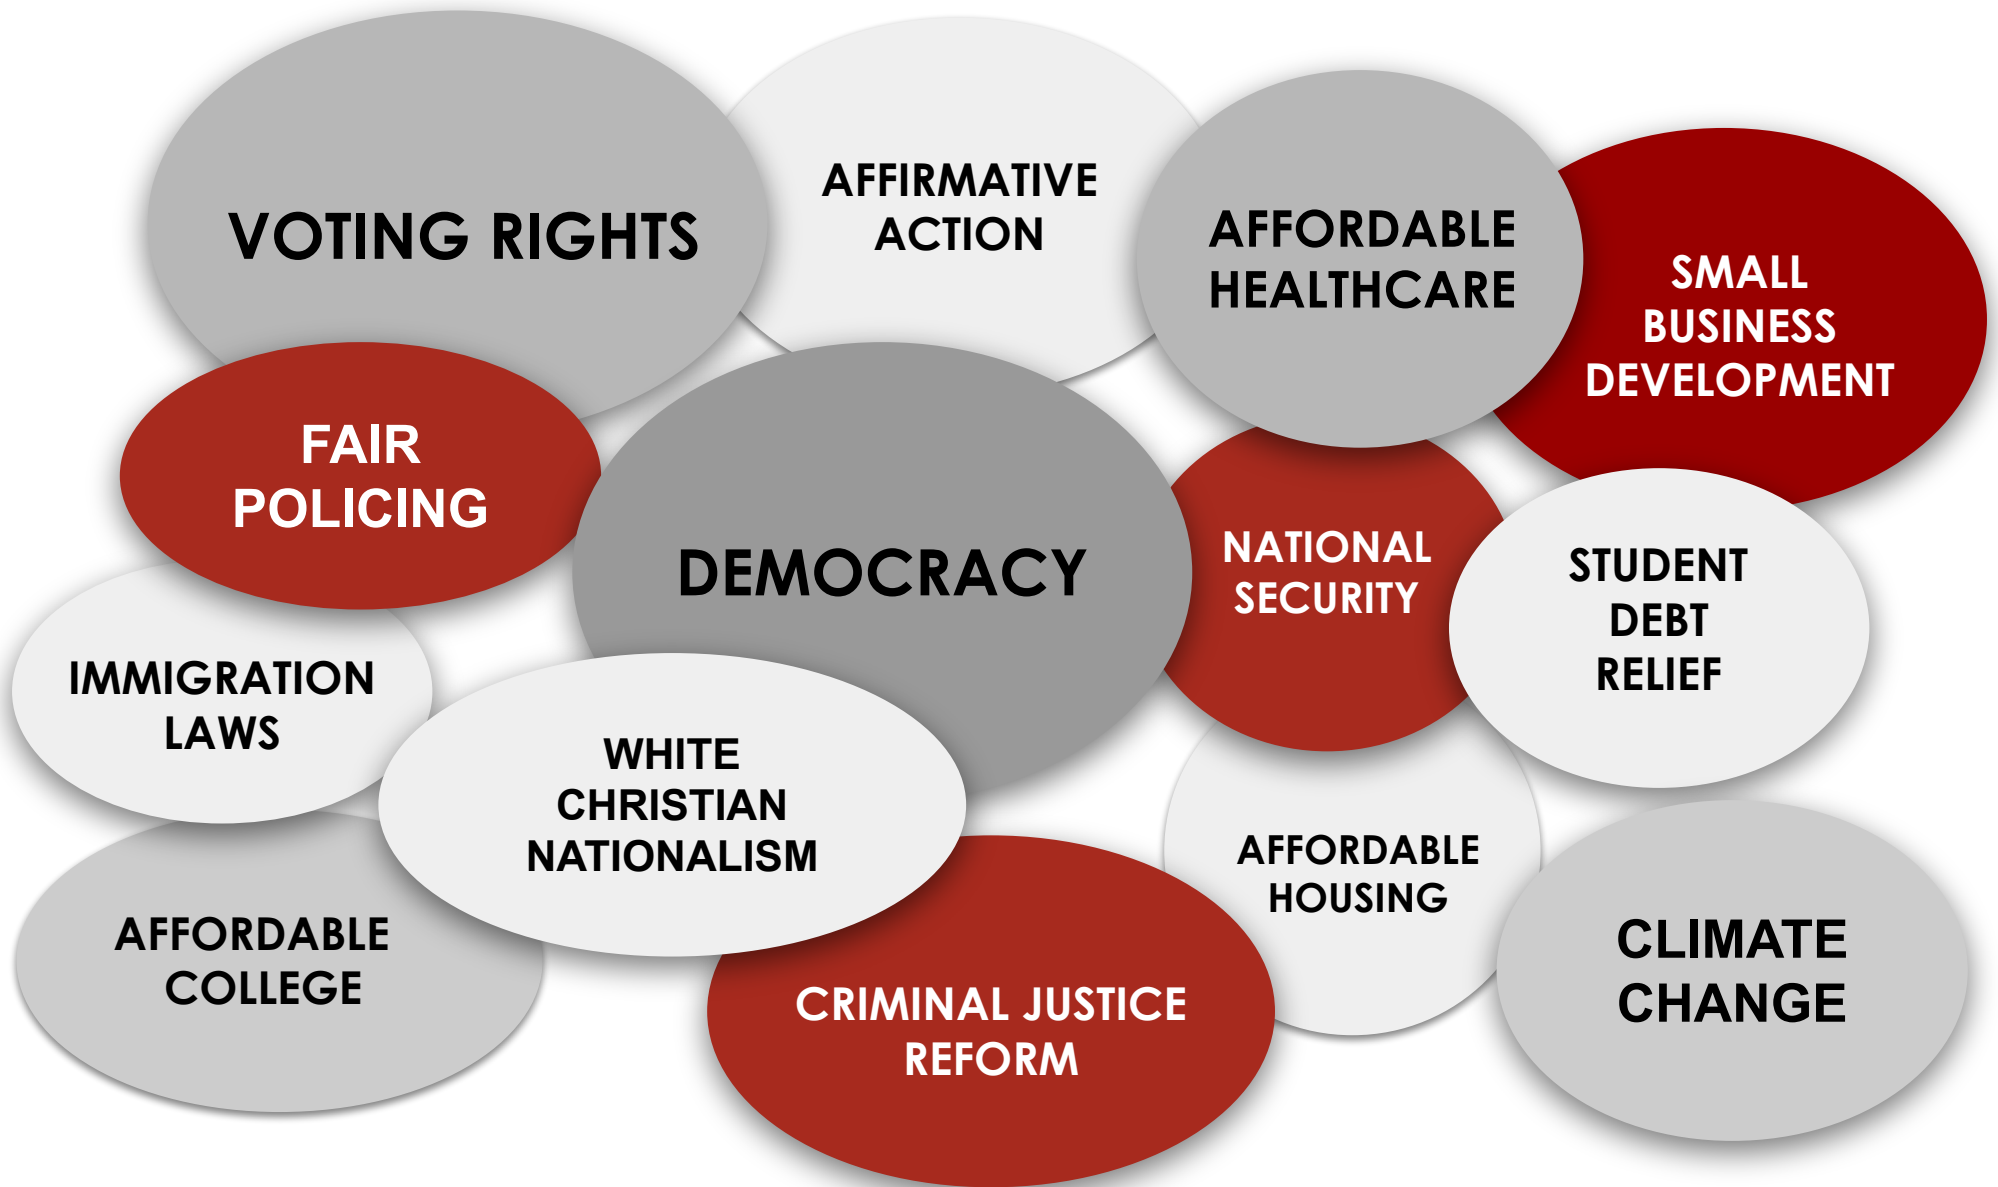 VOTING RIGHTS
AFFIRMATIVE
ACTION
AFFORDABLE
HEALTHCARE
SMALL
BUSINESS
DEVELOPMENT
FAIR
POLICING
DEMOCRACY
NATIONAL
SECURITY
STUDENT
DEBT
RELIEF
IMMIGRATION
LAWS
WHITE
CHRISTIAN
NATIONALISM
AFFORDABLE
HOUSING
AFFORDABLE
COLLEGE
CRIMINAL JUSTICE
REFORM
CLIMATE
CHANGE